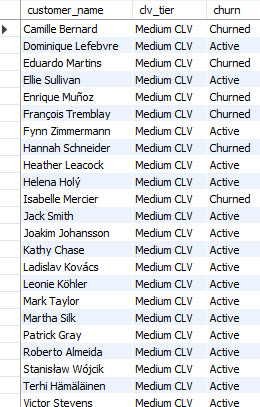 customer_name clv_tier churn
Camille Bernard Medium CLV Churned
Dominique Lefebvre Medium CLV Active
Eduardo Martins Medium CLV Churned
Ellie Sullivan Medium CLV Active
Enrique Muñoz Medium CLV Churned
François Tremblay Medium CLV Churned
Fynn Zimmermann Medium CLV Active
Hannah Schneider Medium CLV Churned
Heather Leacock Medium CLV Active
Helena Holý Medium CLV Active
Isabelle Mercier Medium CLV Churned
Jack Smith Medium CLV Active
Joakim Johansson Medium CLV Active
Kathy Chase Medium CLV Active
Ladislav Kovács Medium CLV Active
Leonie Köhler Medium CLV Active
Mark Taylor Medium CLV Active
Martha Silk Medium CLV Active
Patrick Gray Medium CLV Active
Roberto Almeida Medium CLV Active
Stanisław Wójcik Medium CLV Active
Terhi Hämäläinen Medium CLV Active
Victor Stevens Medium CLV Active